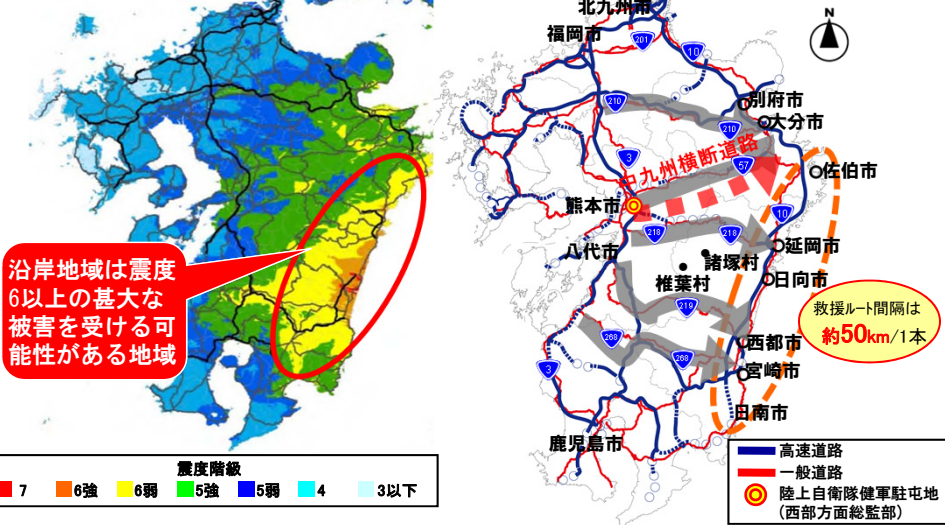 沿岸地域は震度
6以上の甚大な
被害を受ける可
能性がある地域
震度階級
7
6強
6弱
5強
5弱
4
3以下
北九州市
福岡市
201
10
N
210
別府市
大分市
210
3
中九州横断道路
57
佐伯市
熊本市
10
218
218
延岡市
八代市
諸塚村
椎葉村
日向市
219
救援ルート間隔は
約50km/1本
268
西都市
268
宮崎市
3
日南市
鹿児島市
高速道路
一般道路
陸上自衛隊健軍駐屯地
(西部方面総監部)